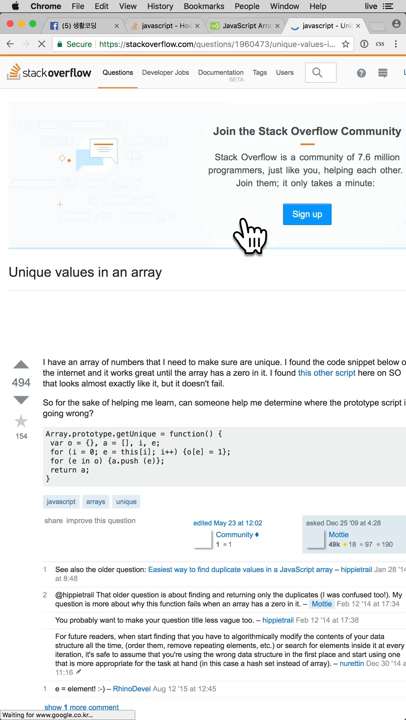 Chrome File Edit View History Bookmarks People Window Help live
(5) 생활코딩
javascript - Ho
JavaScript Arra
javascript - Uni
Secure https://stackoverflow.com/questions/1960473/unique-values-i…
CSS
stackoverflow Questions Developer Jobs Documentation BETA Tags Users
Join the Stack Overflow Community
Stack Overflow is a community of 7.6 million
programmers, just like you, helping each other.
Join them; it only takes a minute:
Sign up
Unique values in an array
494
154
I have an array of numbers that I need to make sure are unique. I found the code snippet below o
the internet and it works great until the array has a zero in it. I found this other script here on SO
that looks almost exactly like it, but it doesn't fail.
So for the sake of helping me learn, can someone help me determine where the prototype script i
going wrong?
Array.prototype.getUnique = function() {
var o = {}, a = [], i, e;
for (i = 0; e = this[i]; i++) {o[e] = 1};
for (e in o) {a.push (e)};
return a;
}
javascript arrays unique
share improve this question
edited May 23 at 12:02
Community ♦
1 1
asked Dec 25 '09 at 4:28
Mottie
49k 18 97 190
1 See also the older question: Easiest way to find duplicate values in a JavaScript array – hippietrail Jan 28 '14
at 8:48
2 @hippietrail That older question is about finding and returning only the duplicates (I was confused too!). My
question is more about why this function fails when an array has a zero in it. – Mottie Feb 12 '14 at 17:34
You probably want to make your question title less vague too. – hippietrail Feb 12 '14 at 17:38
For future readers, when start finding that you have to algorithmically modify the contents of your data
structure all the time, (order them, remove repeating elements, etc.) or search for elements inside it at every
iteration, it's safe to assume that you're using the wrong data structure in the first place and start using one
that is more appropriate for the task at hand (in this case a hash set instead of array). – nurettin Dec 30 '14 a
11:16
1 e = element! :-) – RhinoDevel Aug 12 '15 at 12:45
show 1 more comment
Waiting for www.google.co.kr...